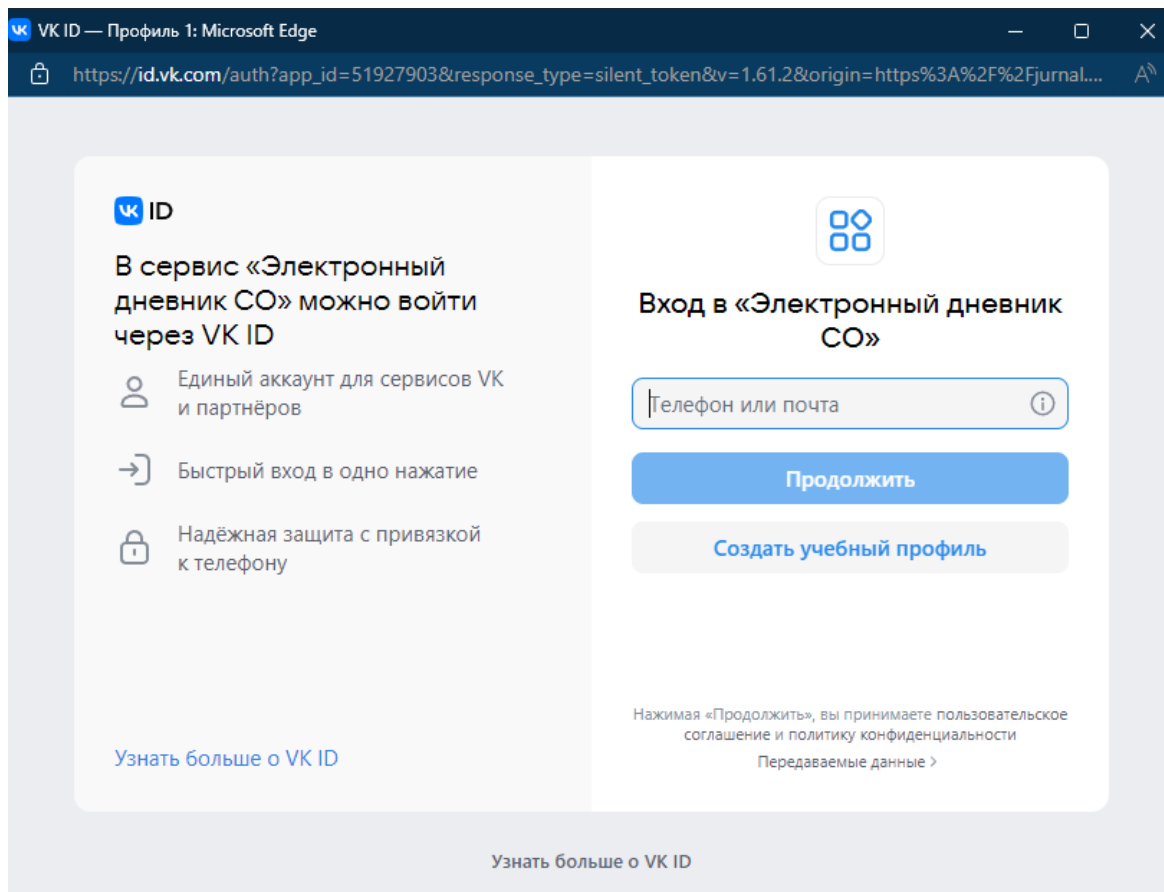 VK ID — Профиль 1: Microsoft Edge
https://id.vk.com/auth?app_id=51927903&response_type=silent_token&v=1.61.2&origin=https%3A%2F%2Fjurnal....
VK ID
В сервис «Электронный
дневник СО» можно войти
через VK ID
Единый аккаунт для сервисов VK
и партнёров
Быстрый вход в одно нажатие
Надёжная защита с привязкой
к телефону
Узнать больше о VK ID
Вход в «Электронный дневник
СО»
Телефон или почта
Продолжить
Создать учебный профиль
Нажимая «Продолжить», вы принимаете пользовательское
соглашение и политику конфиденциальности
Передаваемые данные >
Узнать больше о VK ID